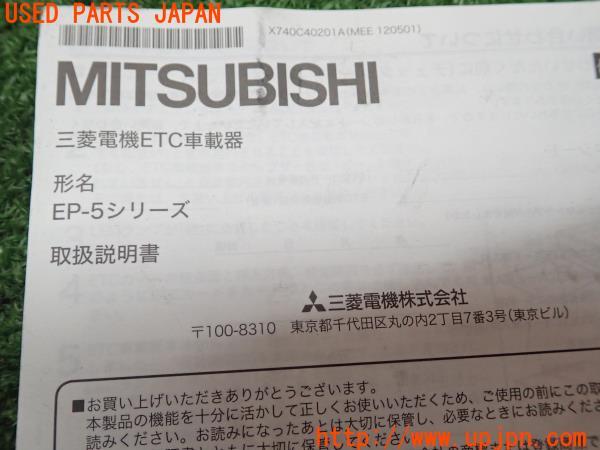 USED PARTS JAPAN
X740C40201A(MEE 120501)
MITSUBISHI
三菱電機ETC車載器
形名
EP-5シリーズ
取扱説明書
三菱電機株式会社
〒100-8310 東京都千代田区丸の内2丁目7番3号(東京ビル)
■お買い上げいただきありがとうございます。
本製品の機能を十分に活かして正しくお使いいただくため、ご使用の前にこの取
読みください。お読みになったあとは大切に保管し、必要なときにお読みくださ
http://www.upjpn.com